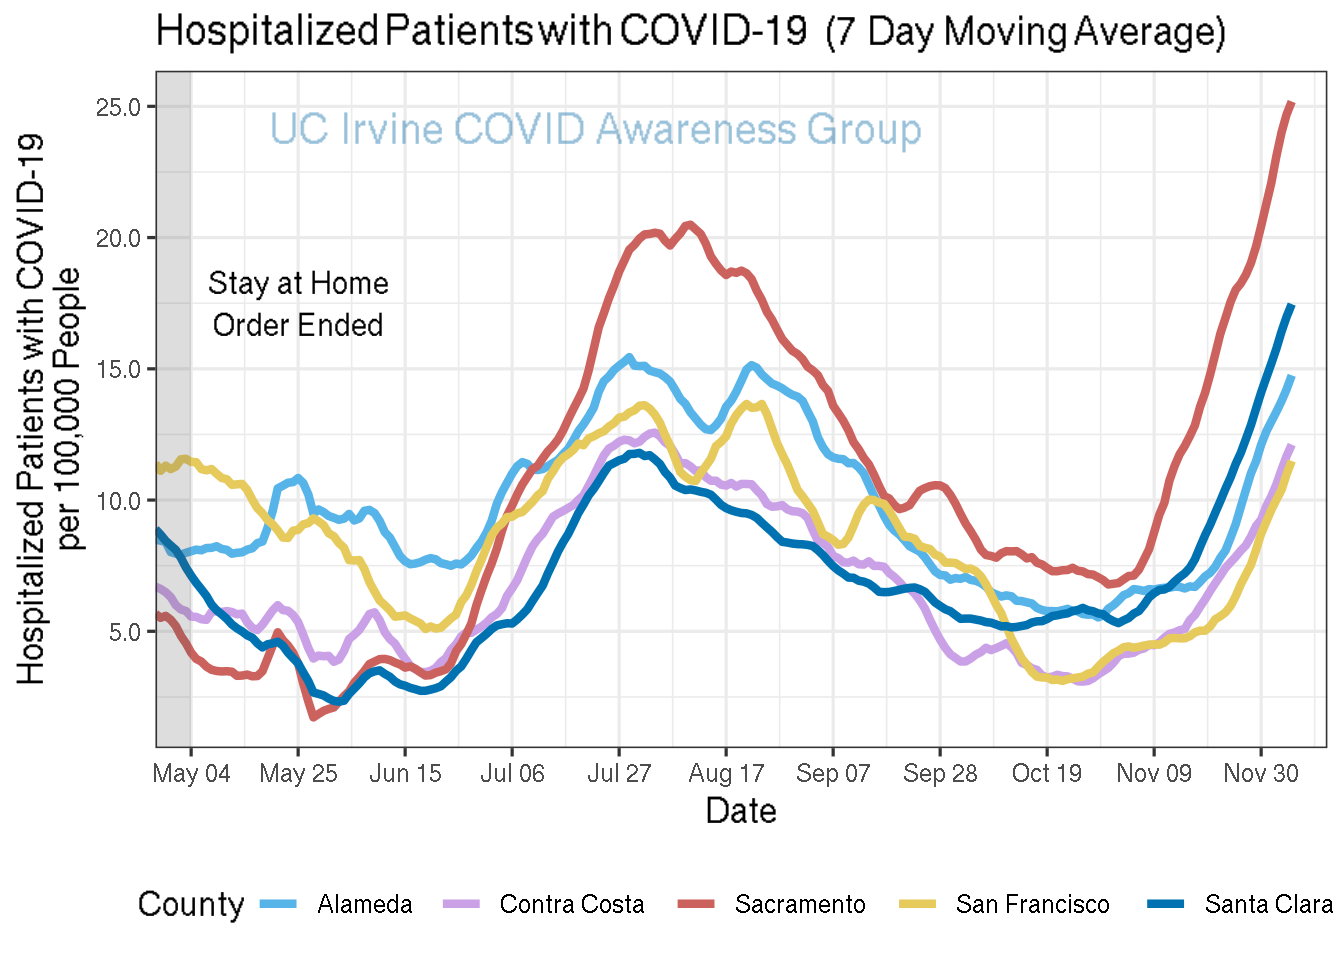 Hospitalized Patients with COVID-19 (7 Day Moving Average)
Hospitalized Patients with COVID-19
per 100,000 People
25.0
20.0
15.0
10.0
5.0
UC Irvine COVID Awareness Group
Stay at Home
Order Ended
May 04 May 25 Jun 15 Jul 06 Jul 27 Aug 17 Sep 07 Sep 28 Oct 19 Nov 09 Nov 30
Date
County Alameda Contra Costa Sacramento San Francisco Santa Clara